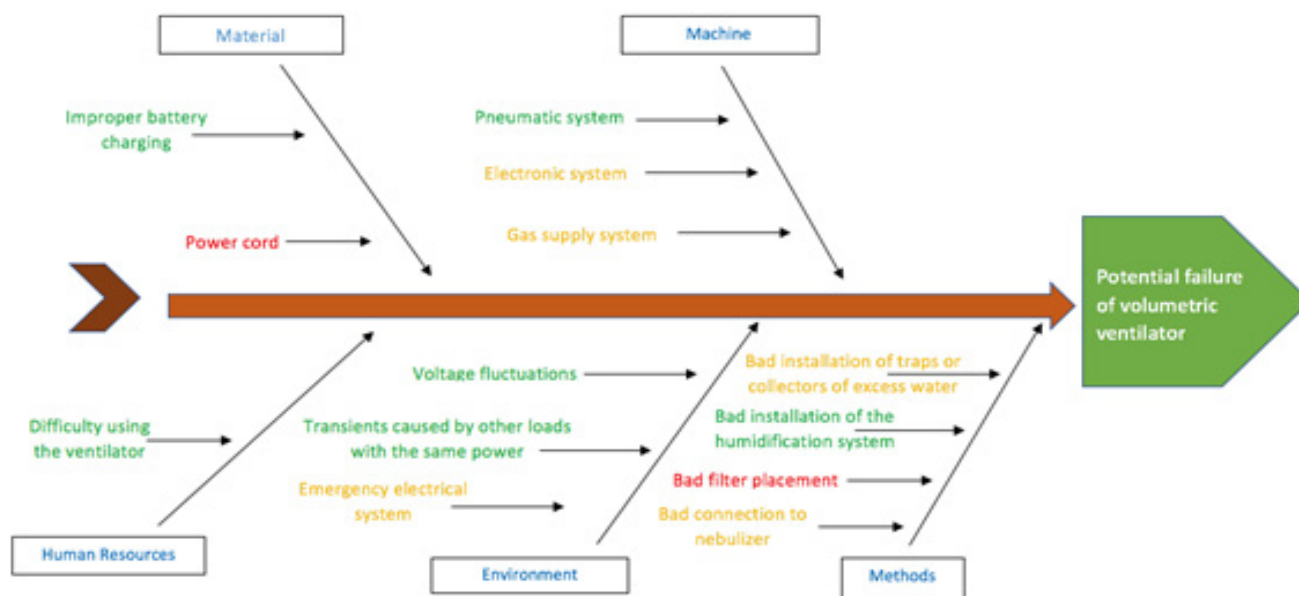 Material
Machine
Improper battery
charging
Pneumatic system
Electronic system
Power cord
Gas supply system
Potential failure
of volumetric
ventilator
Voltage fluctuations
Bad installation of traps or
collectors of excess water
Difficulty using
the ventilator
Transients caused by other loads
with the same power
Bad installation of the
humidification system
Emergency electrical
system
Bad filter placement
Bad connection to
nebulizer
Human Resources
Environment
Methods